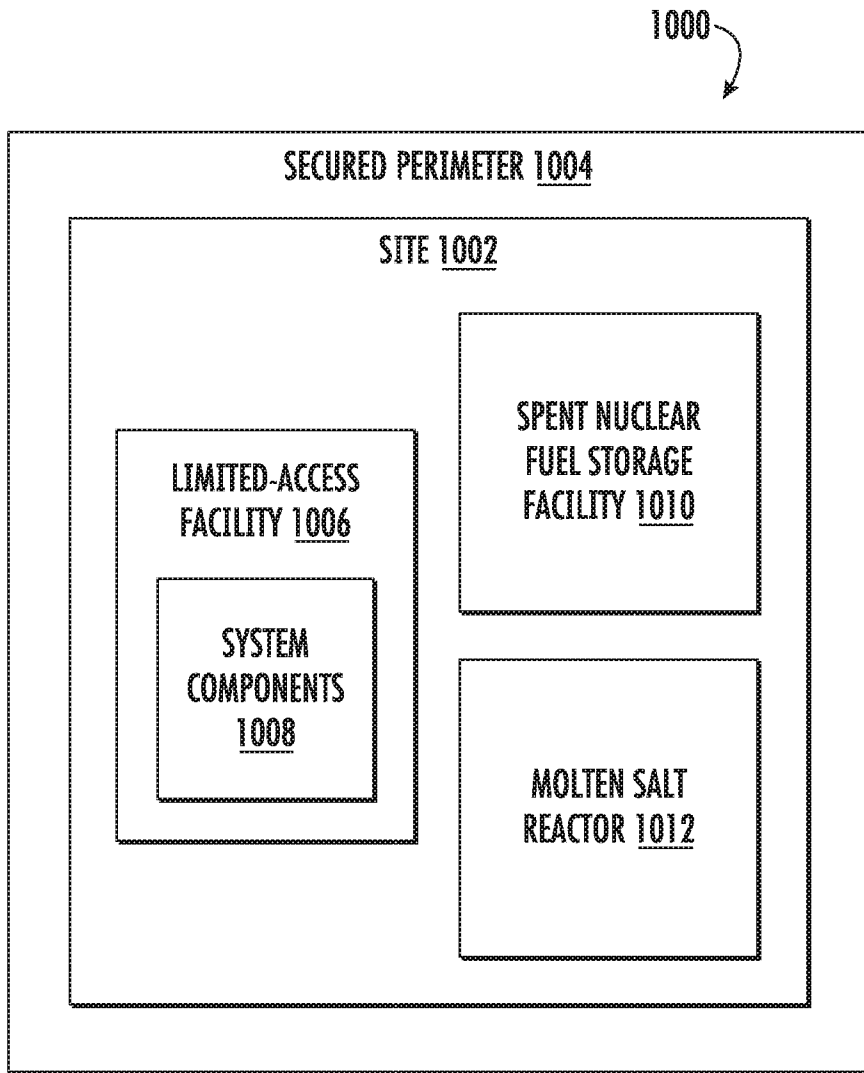 1000
SECURED PERIMETER 1004
SITE 1002
LIMITED-ACCESS
FACILITY 1006
SYSTEM
COMPONENTS
1008
SPENT NUCLEAR
FUEL STORAGE
FACILITY 1010
MOLTEN SALT
REACTOR 1012